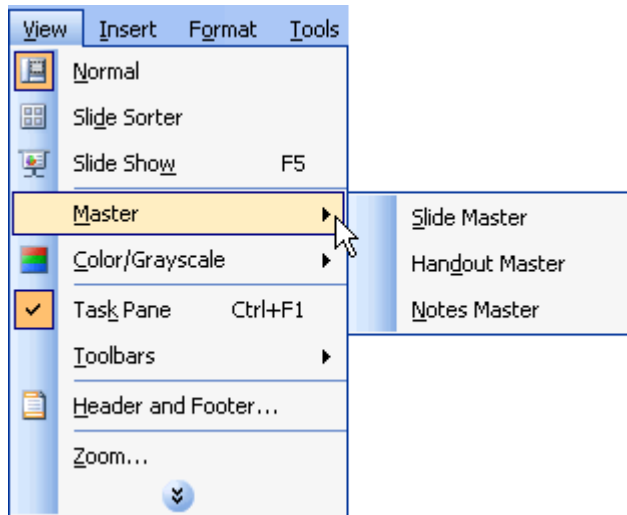 View Insert Format Tools
Normal
Slide Sorter
Slide Show F5
Master
Slide Master
Color/Grayscale
Handout Master
Task Pane Ctrl+F1
Notes Master
Toolbars
Header and Footer...
Zoom...